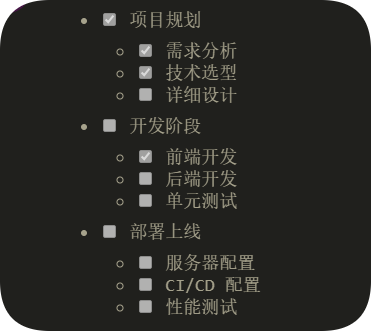 项目规划
需求分析
技术选型
详细设计
开发阶段
前端开发
后端开发
单元测试
部署上线
服务器配置
CI/CD 配置
性能测试